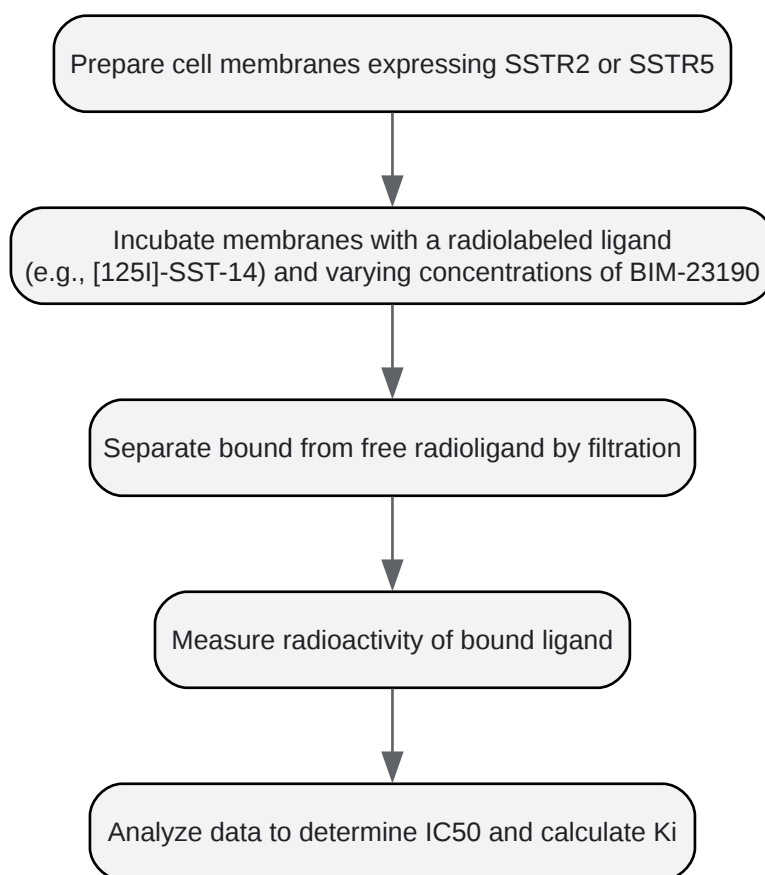 Prepare cell membranes expressing SSTR2 or SSTR5
Incubate membranes with a radiolabeled ligand
(e.g., [125I]-SST-14) and varying concentrations of BIM-23190
Separate bound from free radioligand by filtration
Measure radioactivity of bound ligand
Analyze data to determine IC50 and calculate Ki